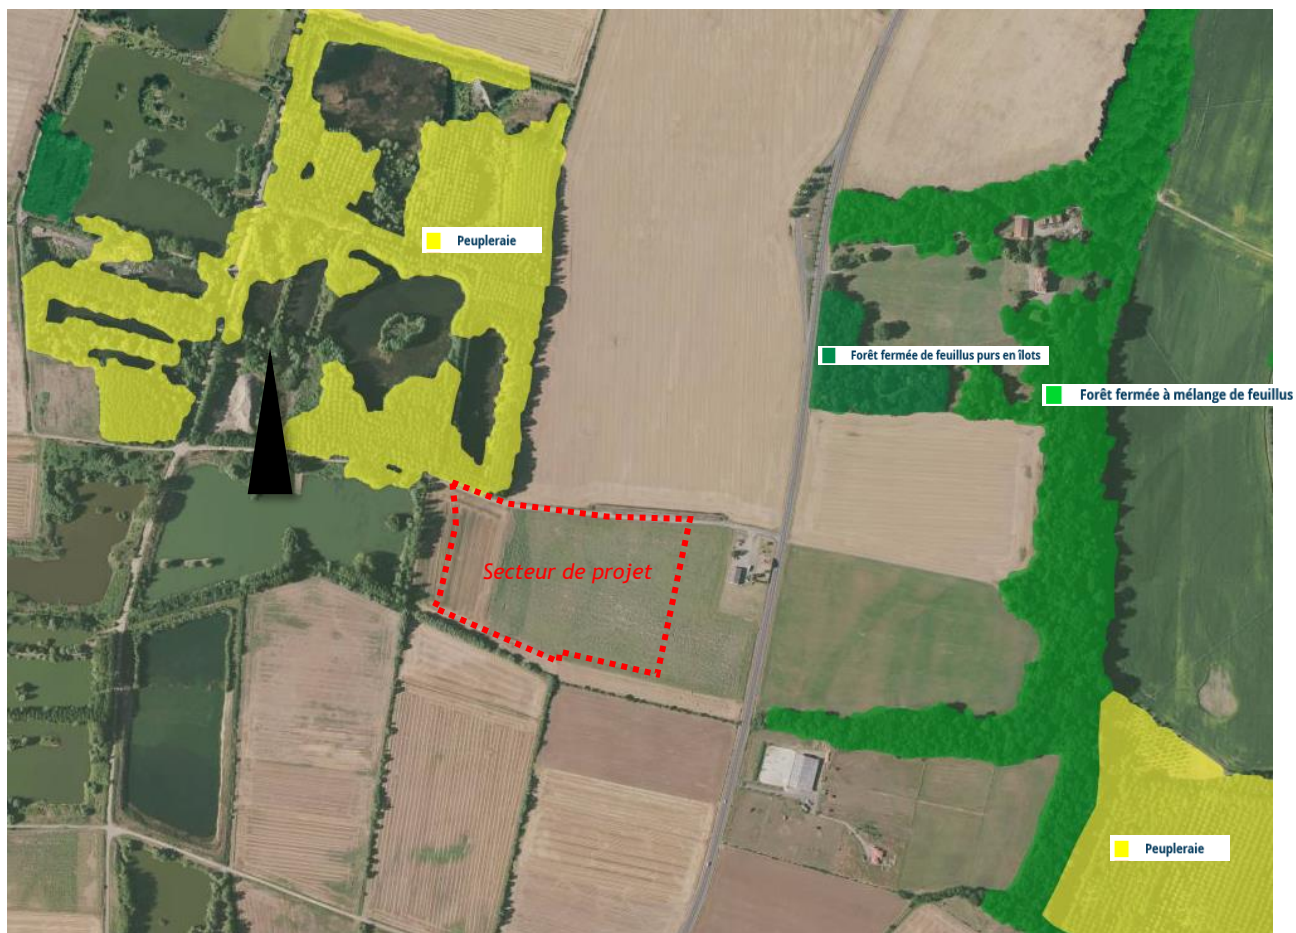 Peupleraie
Forêt fermée de feuillus purs en îlots
Forêt fermée à mélange de feuillus
Secteur de projet
Peupleraie